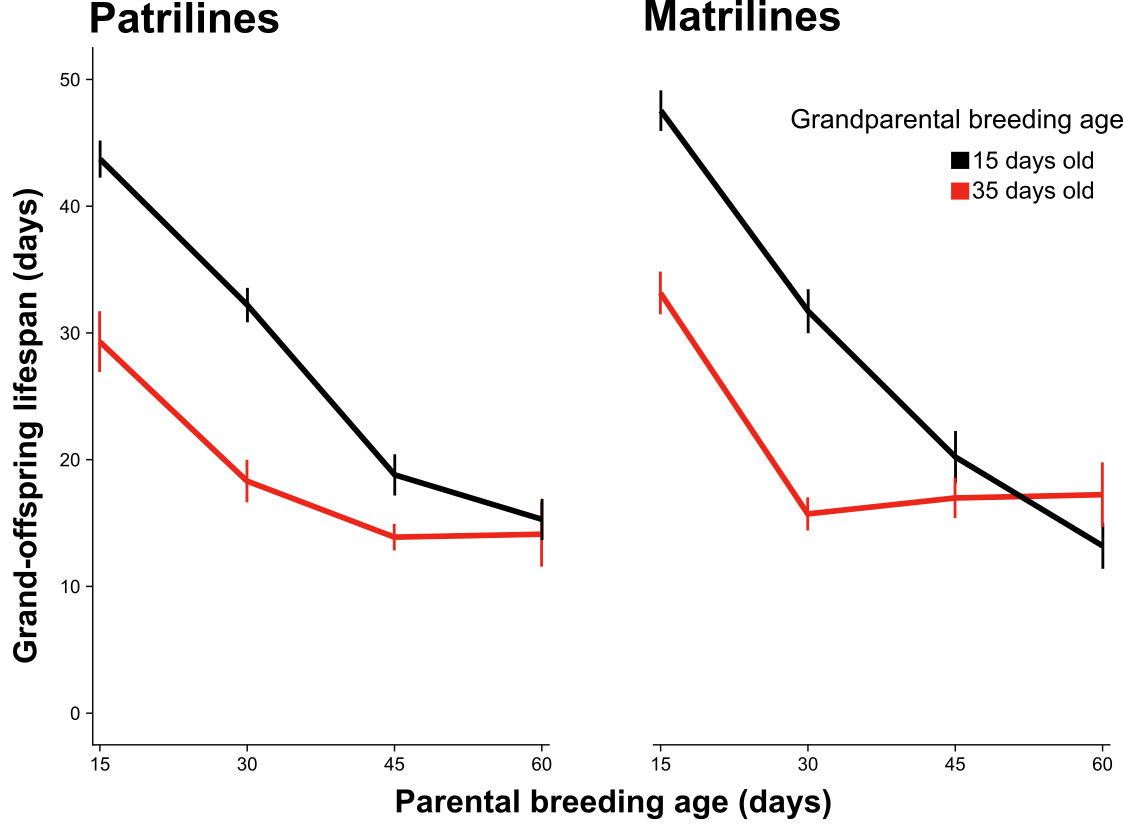 Patrilines
Matrilines
Grandparental breeding age
15 days old
35 days old
Grand-offspring lifespan (days)
50
40
30
20
10
0
15 30 45 60
15 30 45 60
Parental breeding age (days)